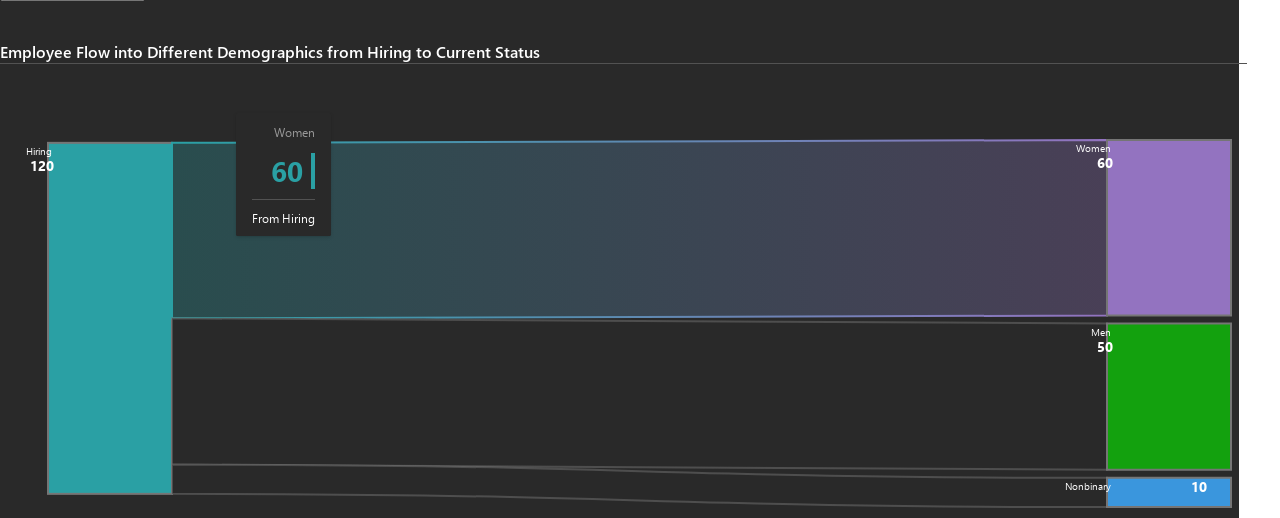 Employee Flow into Different Demographics from Hiring to Current Status
Women
60
From Hiring
Hiring
120
Women
60
Men
50
Nonbinary
10